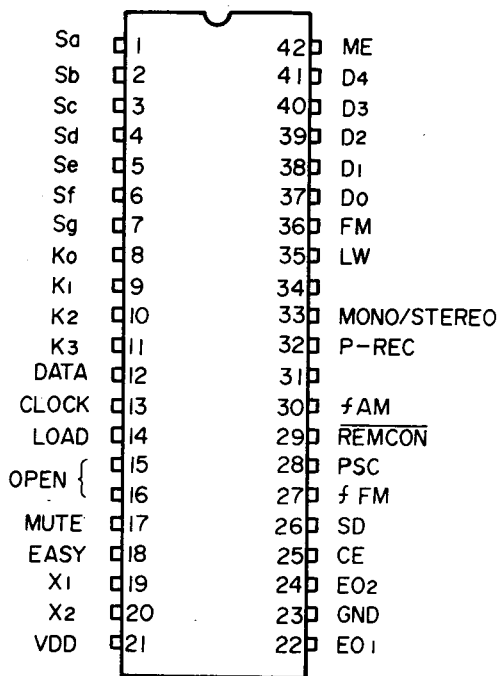 Sa 1 42 ME
Sb 2 41 D4
Sc 3 40 D3
Sd 4 39 D2
Se 5 38 D1
Sf 6 37 Do
Sg 7 36 FM
Ko 8 35 LW
K1 9 34
K2 10 33 MONO/STEREO
K3 11 32 P-REC
DATA 12 31
CLOCK 13 30 fAM
LOAD 14 29 REMCON
OPEN { 15 28 PSC
16 27 f FM
MUTE 17 26 SD
EASY 18 25 CE
X1 19 24 EO2
X2 20 23 GND
VDD 21 22 EO1